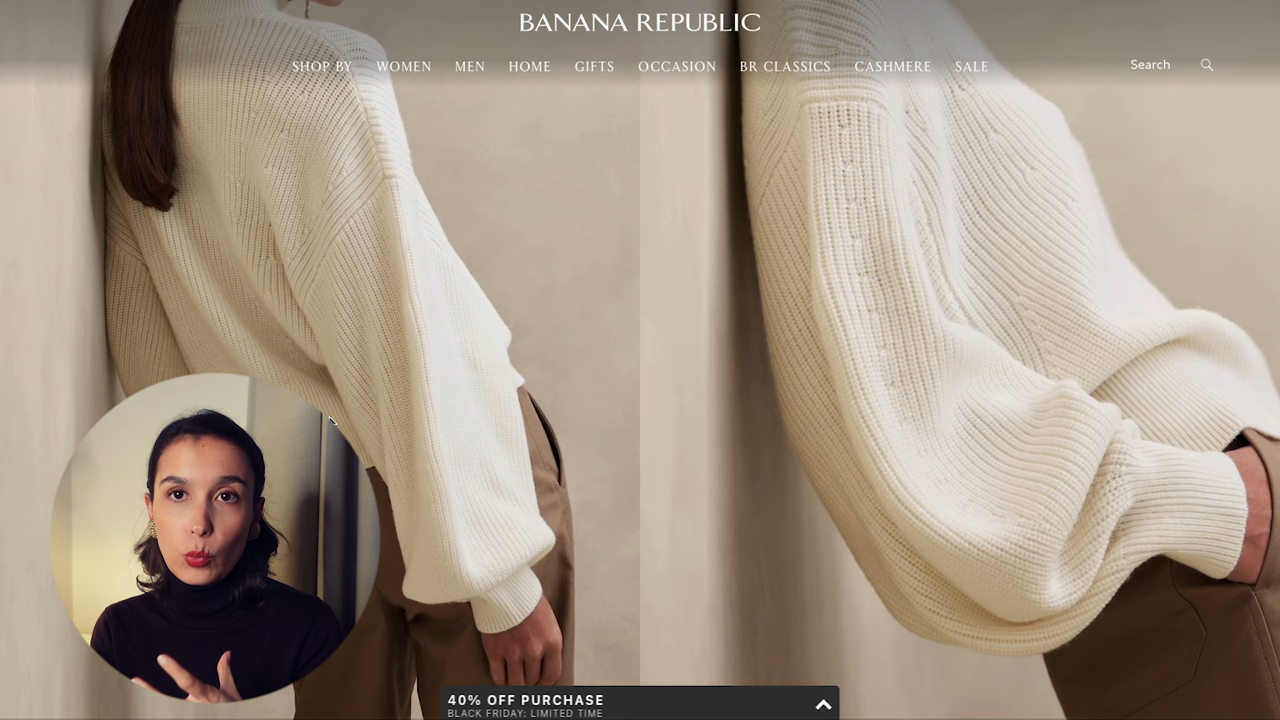 BANANA REPUBLIC
SHOP BY WOMEN MEN HOME GIFTS OCCASION BR CLASSICS CASHMERE SALE Search
40% OFF PURCHASE
BLACK FRIDAY: LIMITED TIME